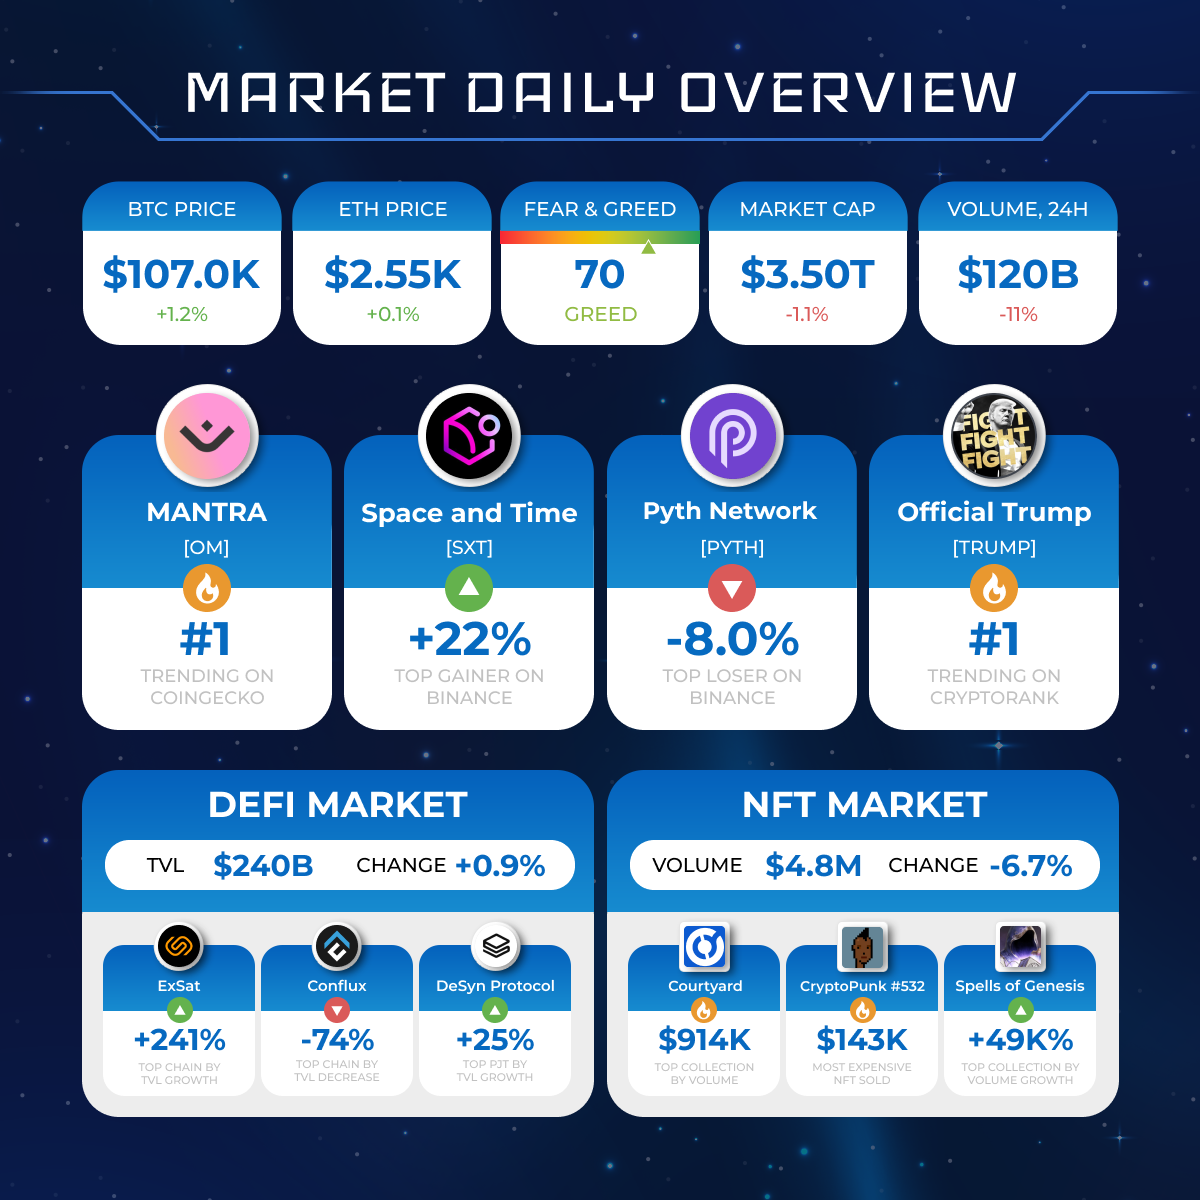 MARKET DAILY OVERVIEW
BTC PRICE
$107.0K
+1.2%
ETH PRICE
$2.55K
+0.1%
FEAR & GREED
70
GREED
MARKET CAP
$3.50T
-1.1%
VOLUME, 24H
$120B
-11%
MANTRA
[OM]
#1
TRENDING ON
COINGECKO
Space and Time
[SXT]
+22%
TOP GAINER ON
BINANCE
Pyth Network
[PYTH]
-8.0%
TOP LOSER ON
BINANCE
FIGHT
FIGHT
FIGHT
Official Trump
[TRUMP]
#1
TRENDING ON
CRYPTORANK
DEFI MARKET
TVL $240B CHANGE +0.9%
ExSat
+241%
TOP CHAIN BY
TVL GROWTH
Conflux
-74%
TOP CHAIN BY
TVL DECREASE
DeSyn Protocol
+25%
TOP PJT BY
TVL GROWTH
NFT MARKET
VOLUME $4.8M CHANGE -6.7%
Courtyard
$914K
TOP COLLECTION
BY VOLUME
CryptoPunk #532
$143K
MOST EXPENSIVE
NFT SOLD
Spells of Genesis
+49K%
TOP COLLECTION BY
VOLUME GROWTH